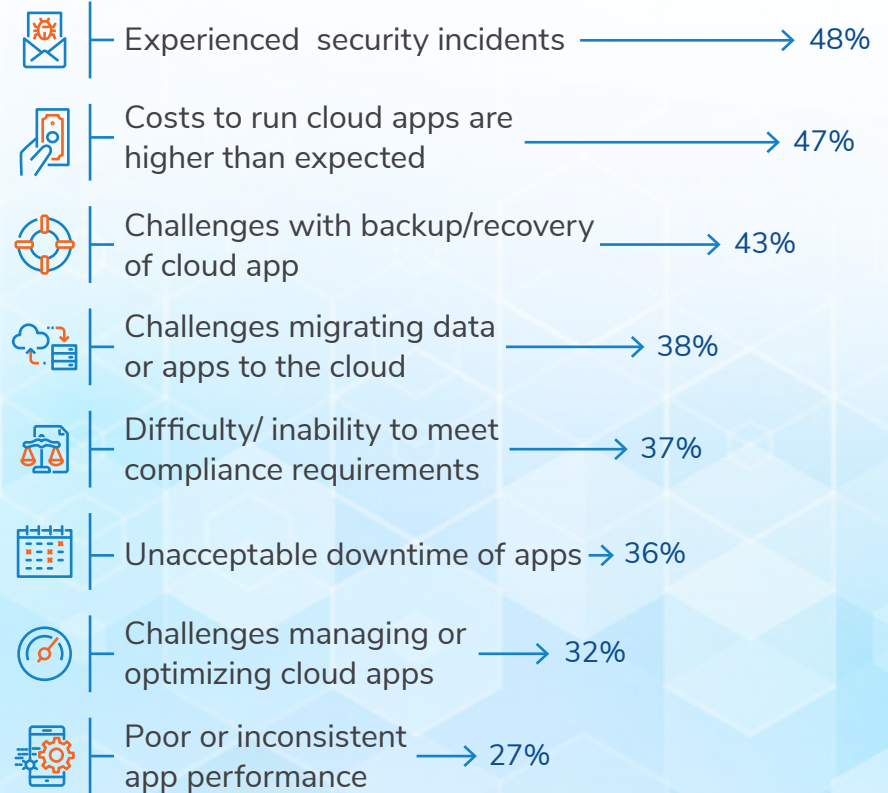 Experienced  security incidents 48%
Costs to run cloud apps are
higher than expected 47%
Challenges with backup/recovery
of cloud app 43%
Challenges migrating data
or apps to the cloud 38%
Difficulty/ inability to meet
compliance requirements 37%
Unacceptable downtime of apps 36%
Challenges managing or
optimizing cloud apps 32%
Poor or inconsistent
app performance 27%